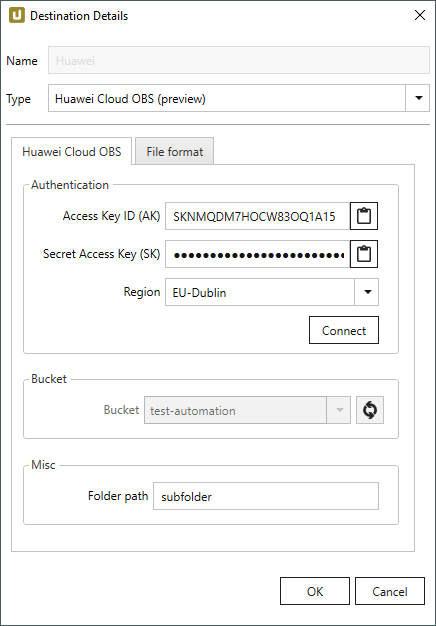 Destination Details
Name Huawei
Type Huawei Cloud OBS (preview)
Huawei Cloud OBS File format
Authentication
Access Key ID (AK) SKNMQDM7HOCW83OQ1A15
Secret Access Key (SK) ●●●●●●●●●●●●●●●●●●●●●●●●
Region EU-Dublin
Connect
Bucket
Bucket test-automation
Misc
Folder path subfolder
OK Cancel